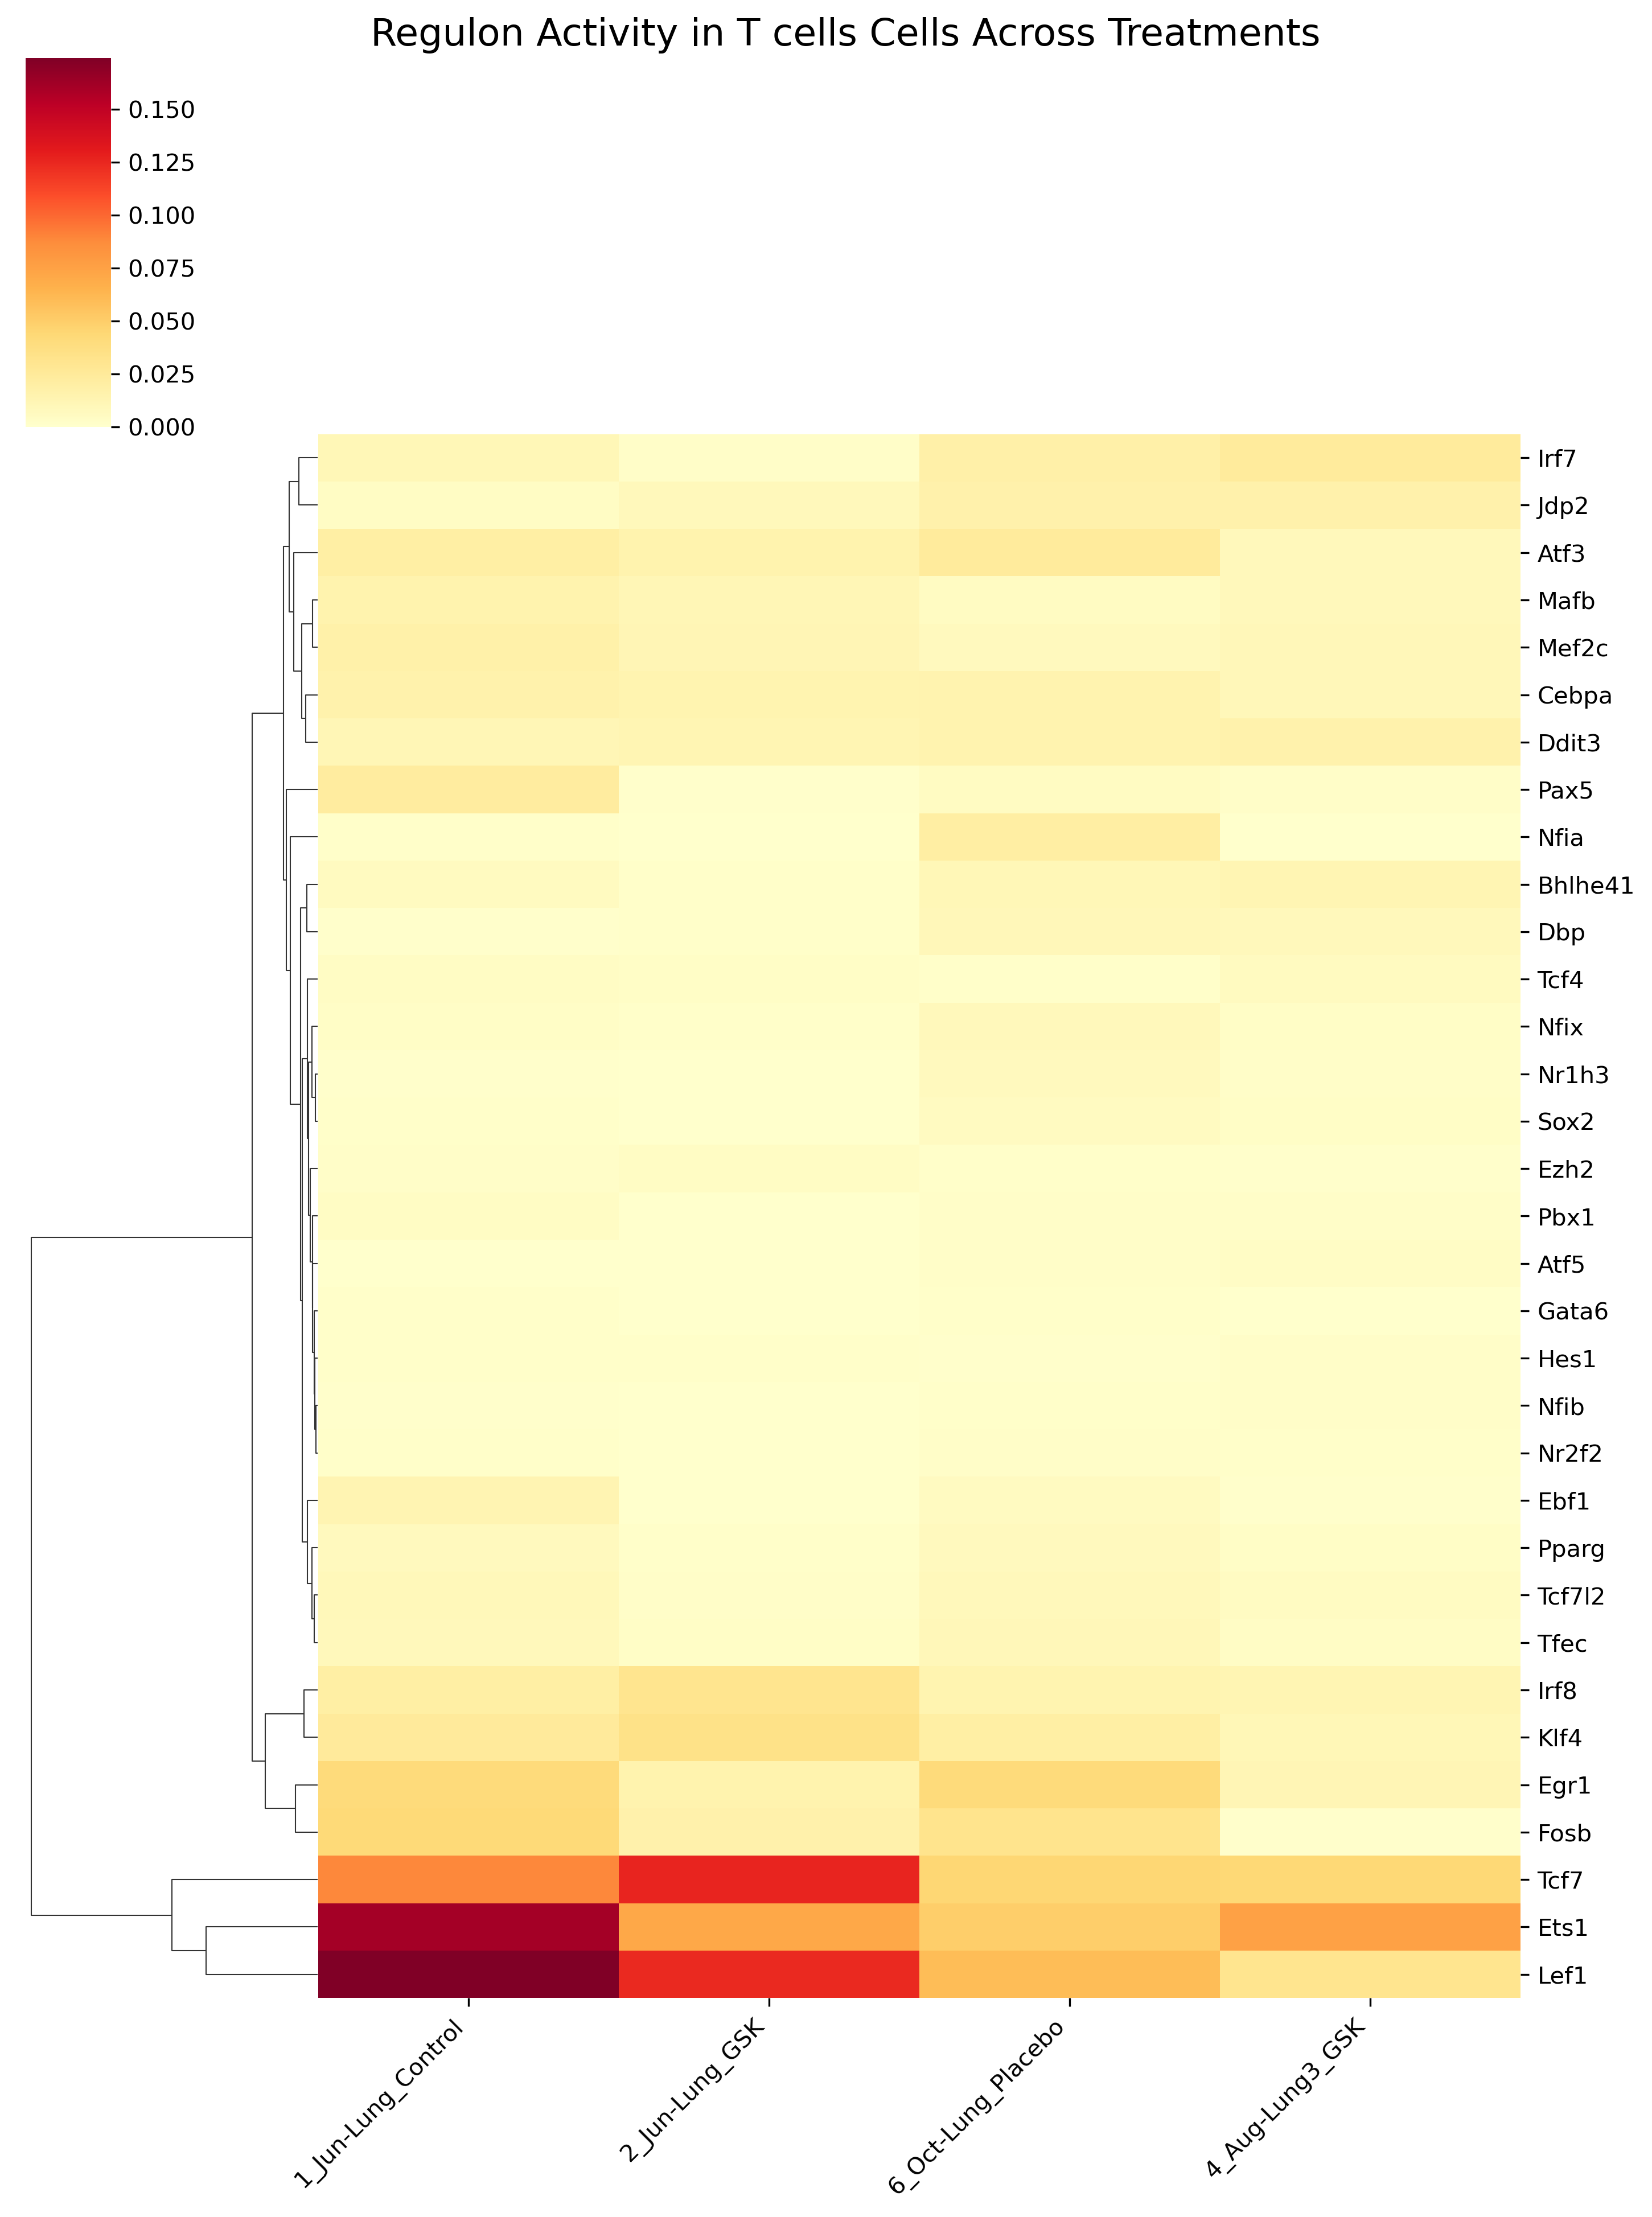 Regulon Activity in T cells Cells Across Treatments
0.150
0.125
0.100
0.075
0.050
0.025
0.000
Irf7
Jdp2
Atf3
Mafb
Mef2c
Cebpa
Ddit3
Pax5
Nfia
Bhlhe41
Dbp
Tcf4
Nfix
Nr1h3
Sox2
Ezh2
Pbx1
Atf5
Gata6
Hes1
Nfib
Nr2f2
Ebf1
Pparg
Tcf7l2
Tfec
Irf8
Klf4
Egr1
Fosb
Tcf7
Ets1
Lef1
1_Jun-Lung_Control
2_Jun-Lung_GSK
6_Oct-Lung_Placebo
4_Aug-Lung3_GSK